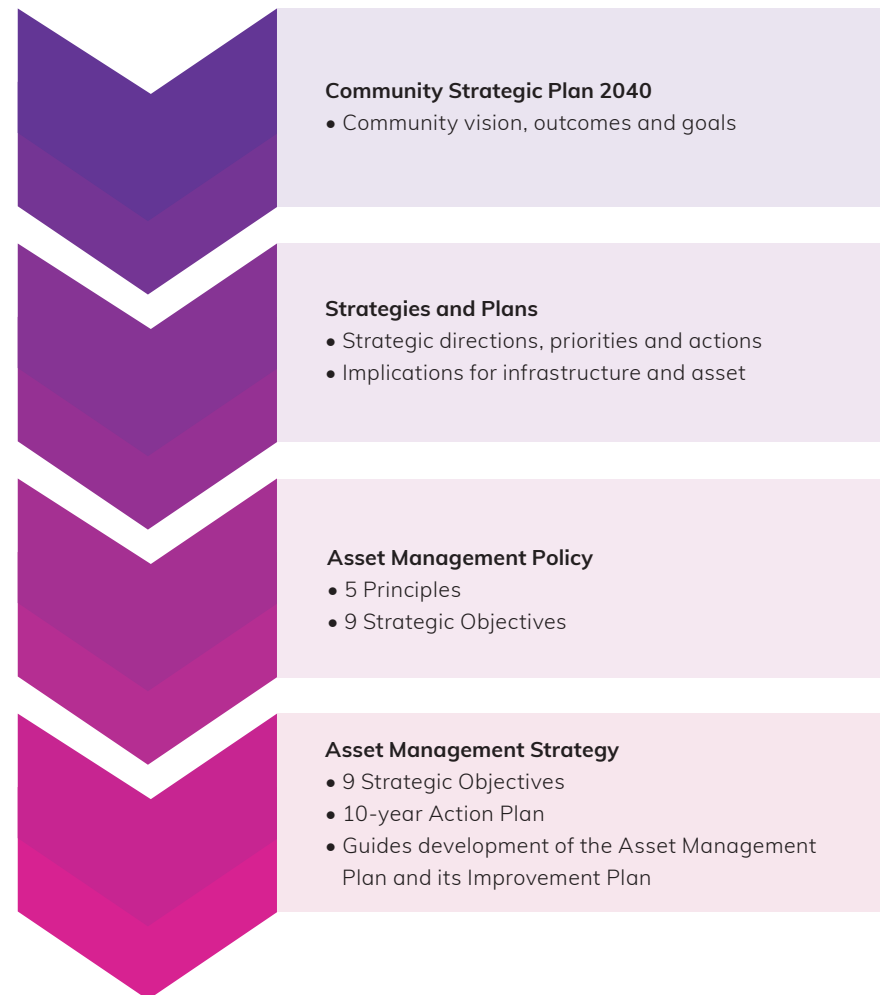 Community Strategic Plan 2040
• Community vision, outcomes and goals
Strategies and Plans
• Strategic directions, priorities and actions
• Implications for infrastructure and asset
Asset Management Policy
• 5 Principles
• 9 Strategic Objectives
Asset Management Strategy
• 9 Strategic Objectives
• 10-year Action Plan
• Guides development of the Asset Management
Plan and its Improvement Plan